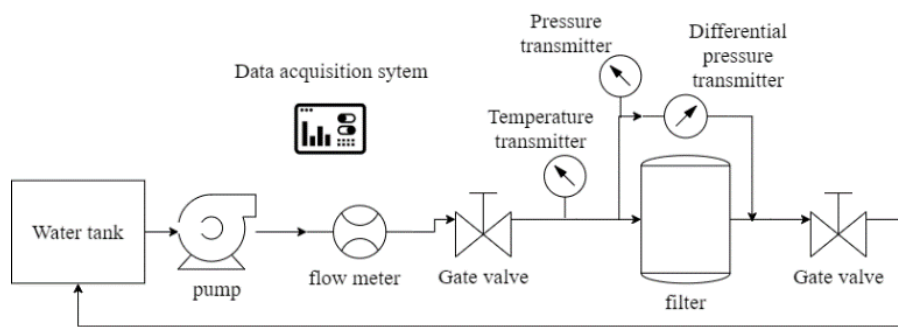 Pressure
transmitter
Differential
pressure
transmitter
Data acquisition sytem
Temperature
transmitter
Water tank
pump
flow meter
Gate valve
filter
Gate valve